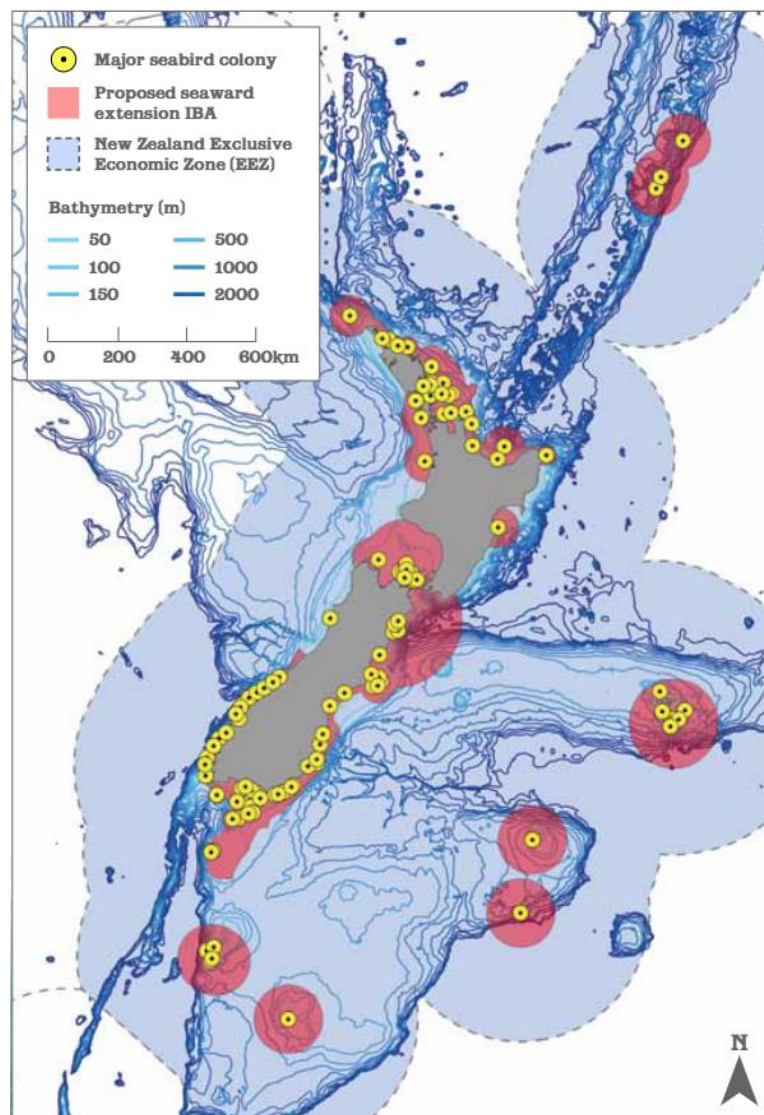 Major seabird colony
Proposed seaward
extension IBA
New Zealand Exclusive
Economic Zone (EEZ)
Bathymetry (m)
50 500
100 1000
150 2000
0 200 400 600km
N